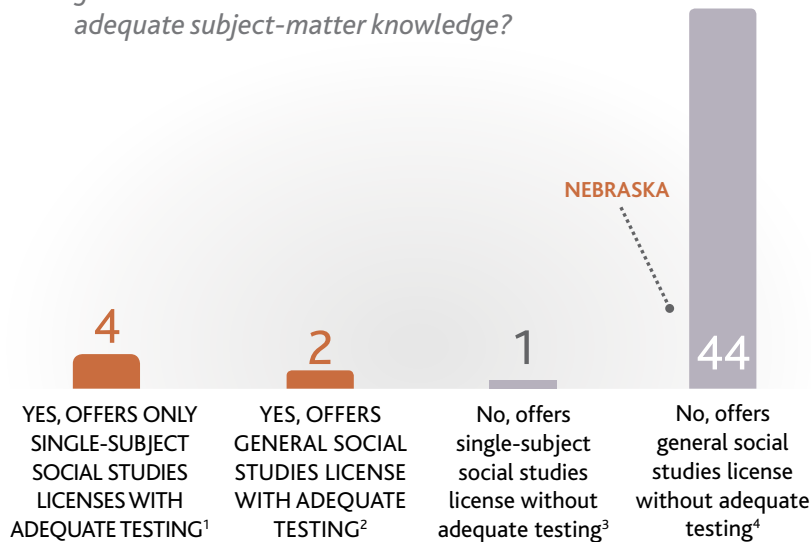 adequate subject-matter knowledge?
NEBRASKA
4
2
1
44
YES, OFFERS ONLY
SINGLE-SUBJECT
SOCIAL STUDIES
LICENSES WITH
ADEQUATE TESTING¹
YES, OFFERS
GENERAL SOCIAL
STUDIES LICENSE
WITH ADEQUATE
TESTING²
No, offers
single-subject
social studies
license without
adequate testing³
No, offers
general social
studies license
without adequate
testing⁴